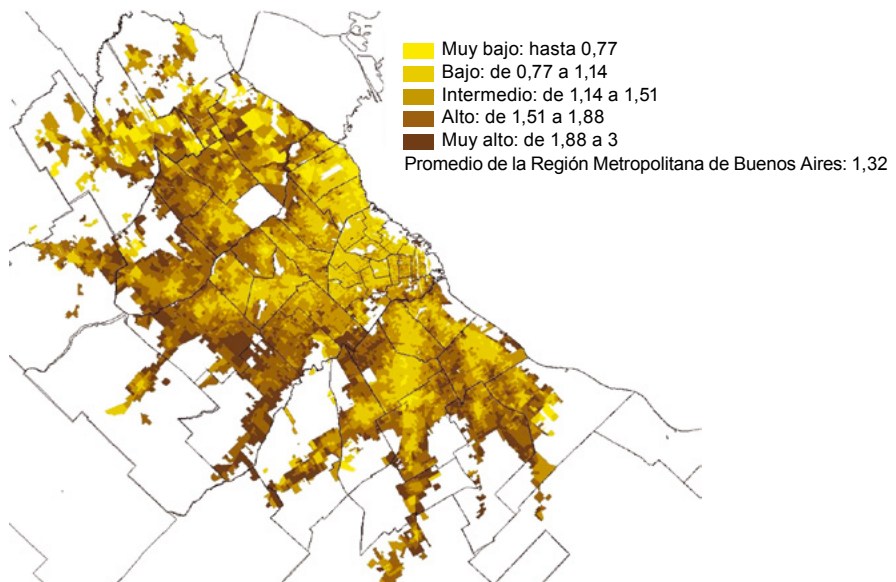 Muy bajo: hasta 0,77
Bajo: de 0,77 a 1,14
Intermedio: de 1,14 a 1,51
Alto: de 1,51 a 1,88
Muy alto: de 1,88 a 3
Promedio de la Región Metropolitana de Buenos Aires: 1,32